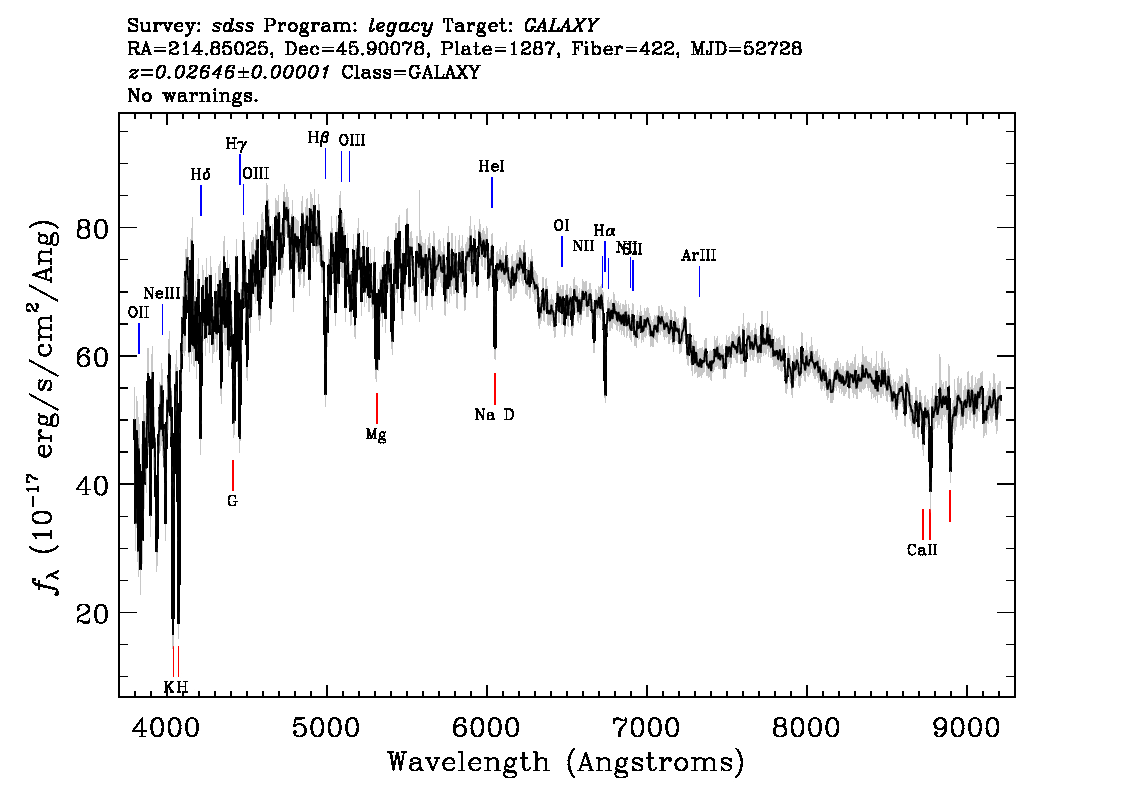 Survey: sdss Program: legacy Target: GALAXY
RA=214.85025, Dec=45.90078, Plate=1287, Fiber=422, MJD=52728
z=0.02646±0.00001 Class=GALAXY
No warnings.
Hβ OIII
Hγ
Hδ OIII
HeI
OI
Hα
NII NII SII
ArIII
NeIII
OII
80
60
40
20
Na D
Mg
G
CaII
K H
f_λ (10^-17 erg/s/cm^2/Ang)
4000 5000 6000 7000 8000 9000
Wavelength (Angstroms)